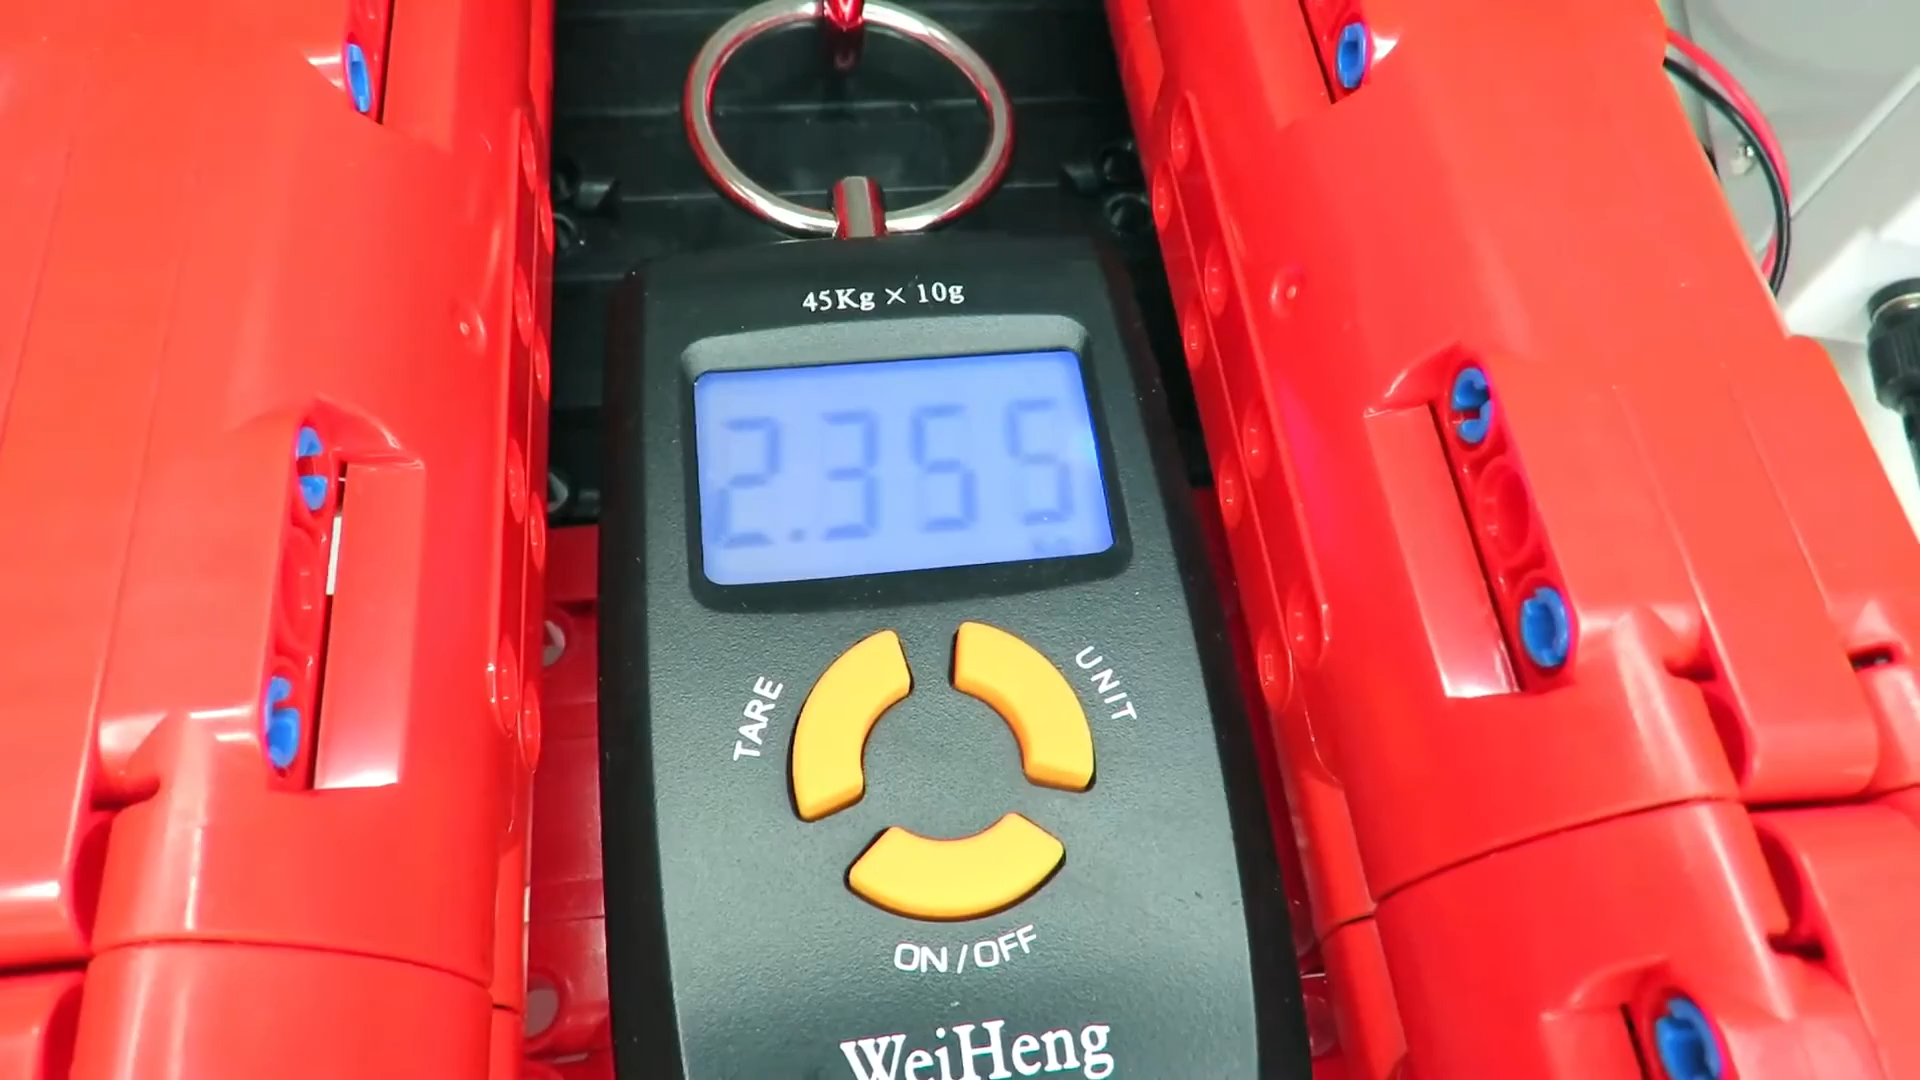 45Kg × 10g
2.355
TARE
UNIT
ON/OFF
WeiHeng